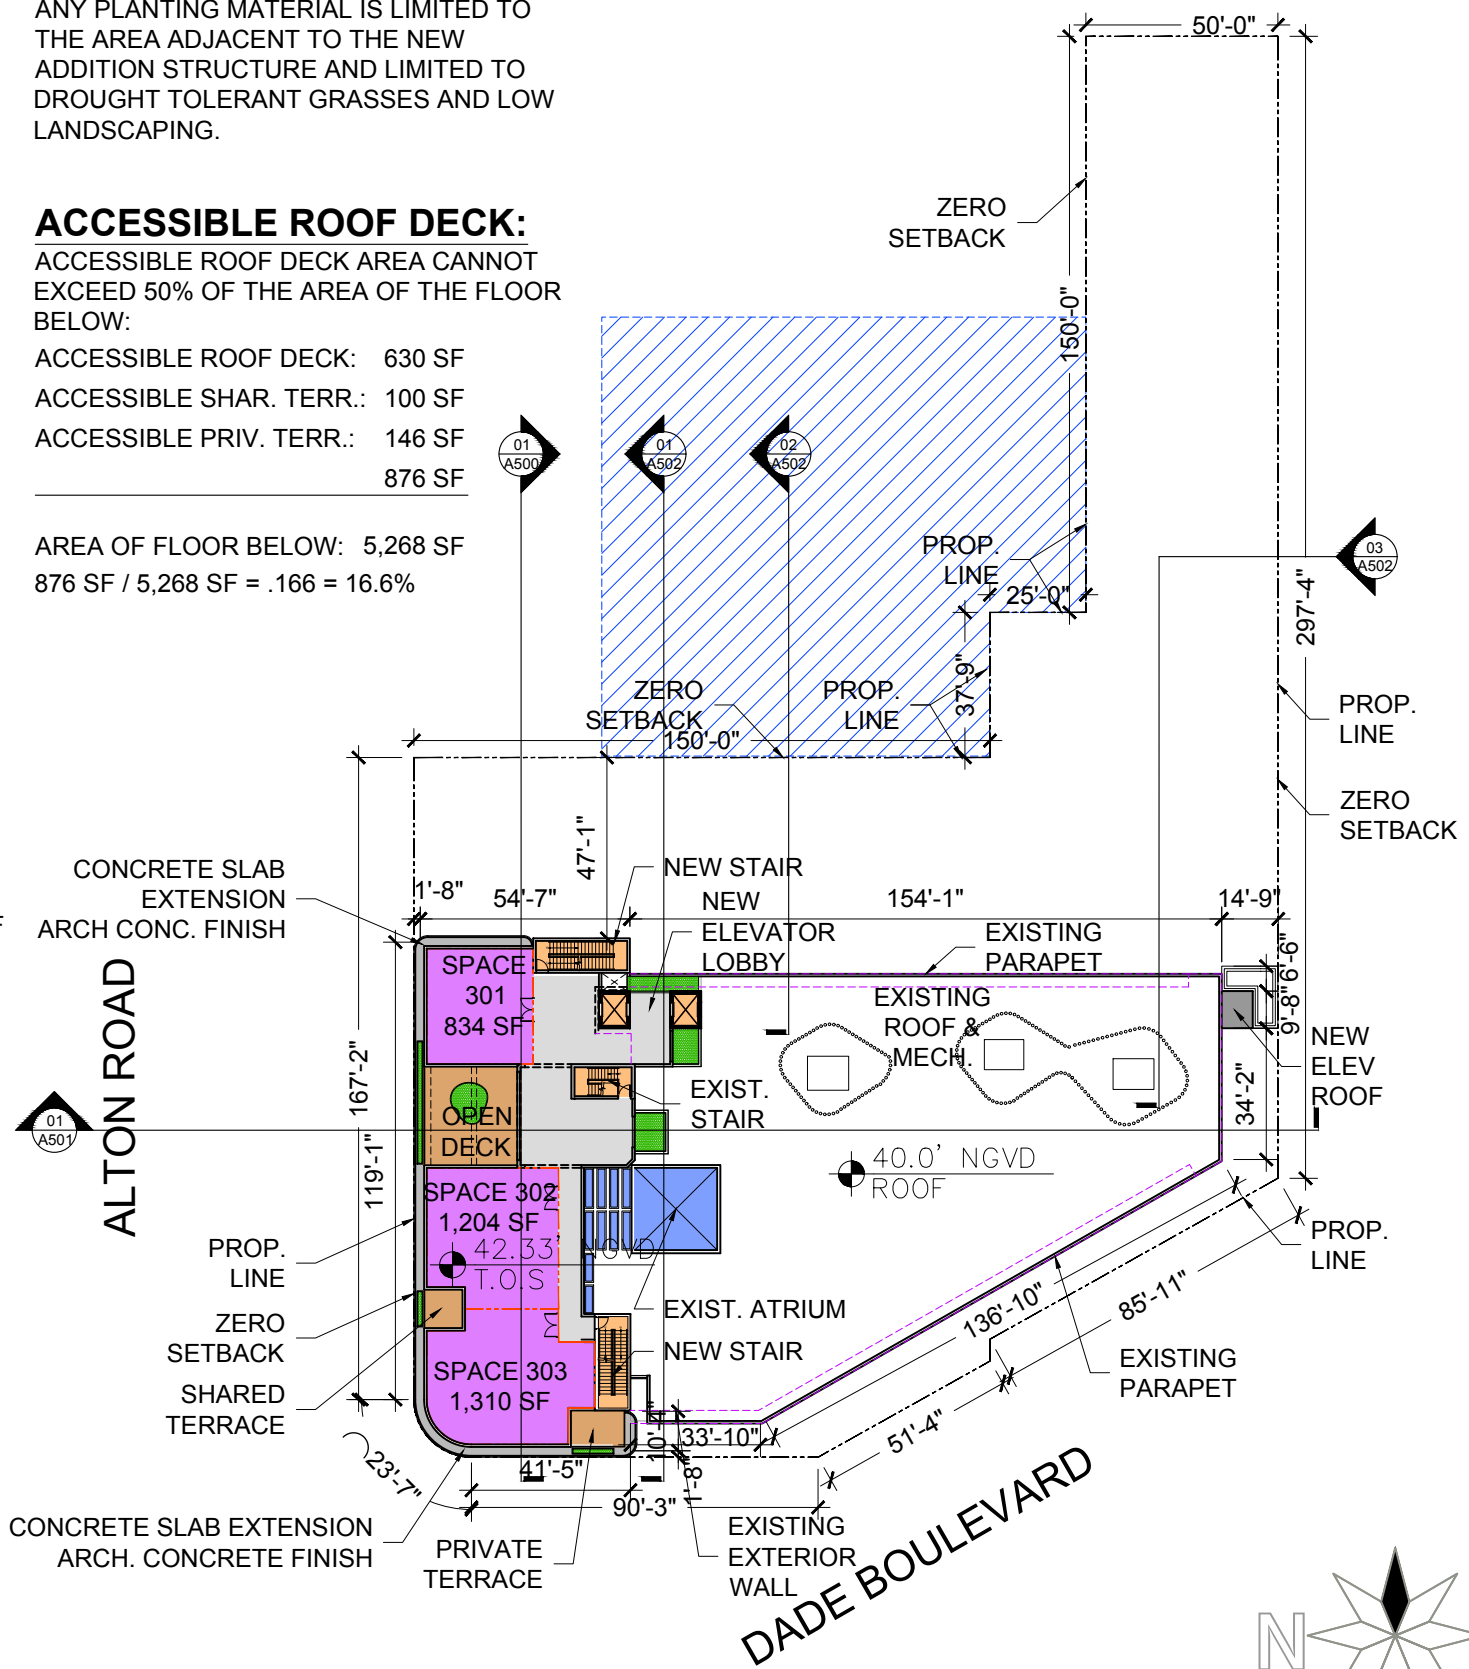 ANY PLANTING MATERIAL IS LIMITED TO
THE AREA ADJACENT TO THE NEW
ADDITION STRUCTURE AND LIMITED TO
DROUGHT TOLERANT GRASSES AND LOW
LANDSCAPING.
ACCESSIBLE ROOF DECK:
ACCESSIBLE ROOF DECK AREA CANNOT
EXCEED 50% OF THE AREA OF THE FLOOR
BELOW:
ACCESSIBLE ROOF DECK: 630 SF
ACCESSIBLE SHAR. TERR.: 100 SF
ACCESSIBLE PRIV. TERR.: 146 SF
876 SF
AREA OF FLOOR BELOW: 5,268 SF
876 SF / 5,268 SF = .166 = 16.6%
50'-0"
ZERO
SETBACK
150'-0"
01
A500
01
A502
02
A502
03
A502
PROP.
LINE
25'-0"
297'-4"
37'-9"
ZERO
SETBACK
PROP.
LINE
150'-0"
PROP.
LINE
ZERO
SETBACK
47'-1"
CONCRETE SLAB
EXTENSION
ARCH CONC. FINISH
1'-8"
54'-7"
NEW STAIR
NEW
ELEVATOR
LOBBY
154'-1"
14'-9"
EXISTING
PARAPET
6'-6"
9'-8"
SPACE
301
834 SF
EXISTING
ROOF &
MECH.
NEW
ELEV
ROOF
ALTON ROAD
167'-2"
119'-1"
34'-2"
01
A501
EXIST.
STAIR
OPEN
DECK
40.0' NGVD
ROOF
SPACE 302
1,204 SF
42.33' NGVD
T.O.S
PROP.
LINE
PROP.
LINE
ZERO
SETBACK
EXIST. ATRIUM
136'-10"
85'-11"
NEW STAIR
SHARED
TERRACE
SPACE 303
1,310 SF
EXISTING
PARAPET
51'-4"
10'-4"
33'-10"
23'-7"
41'-5"
1'-8"
90'-3"
CONCRETE SLAB EXTENSION
ARCH. CONCRETE FINISH
PRIVATE
TERRACE
EXISTING
EXTERIOR
WALL
DADE BOULEVARD
N